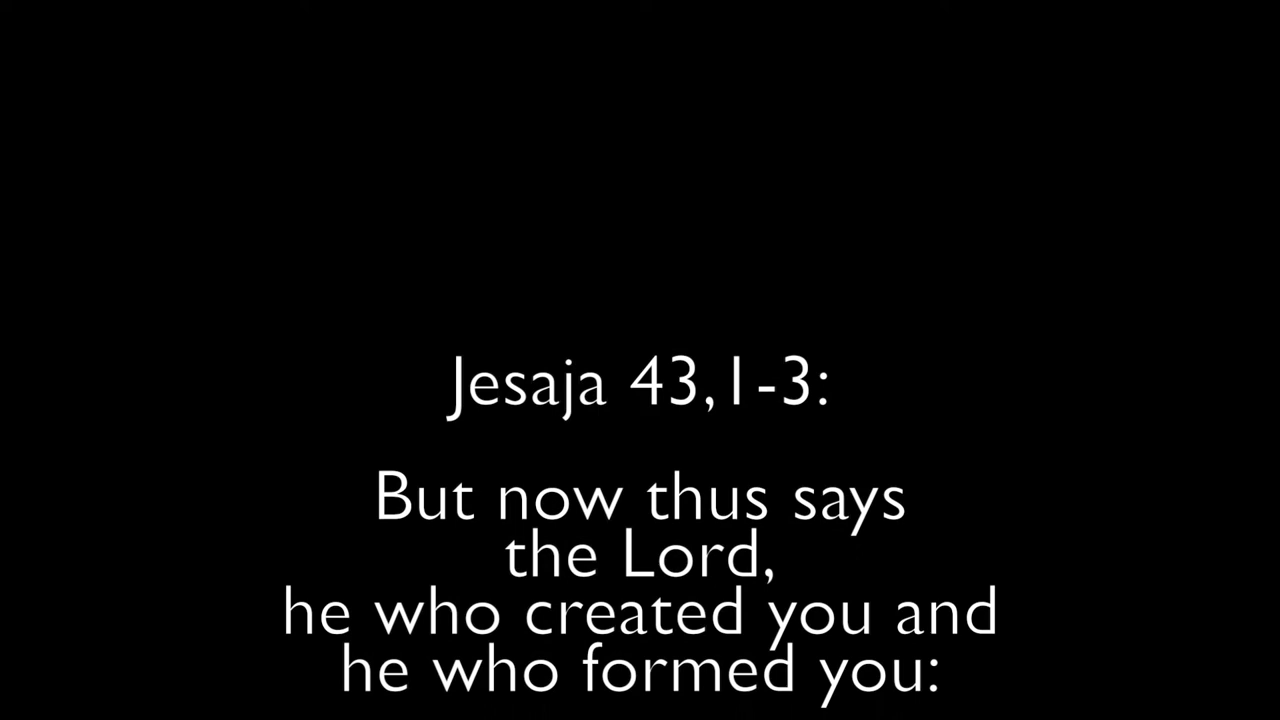 Jesaja 43,1-3:
But now thus says
the Lord,
he who created you and
he who formed you: